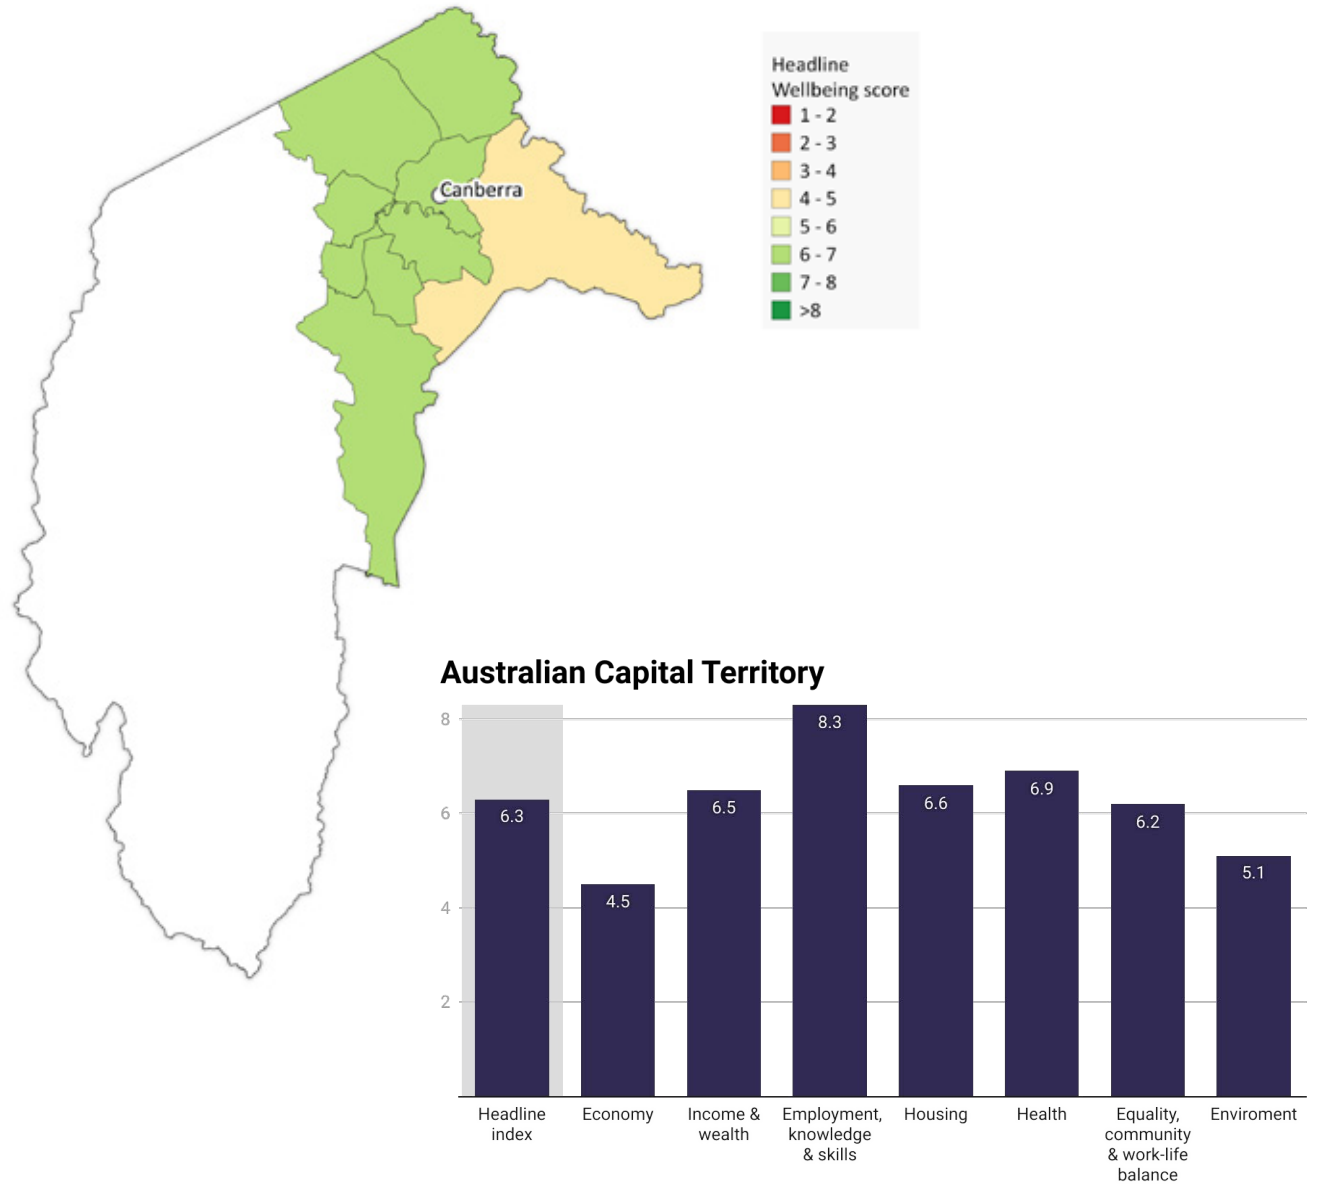 Canberra
Headline
Wellbeing score
1 - 2
2 - 3
3 - 4
4 - 5
5 - 6
6 - 7
7 - 8
>8
Australian Capital Territory
8
6
4
2
6.3
4.5
6.5
8.3
6.6
6.9
6.2
5.1
Headline
index
Economy
Income &
wealth
Employment,
knowledge
& skills
Housing
Health
Equality,
community
& work-life
balance
Enviroment